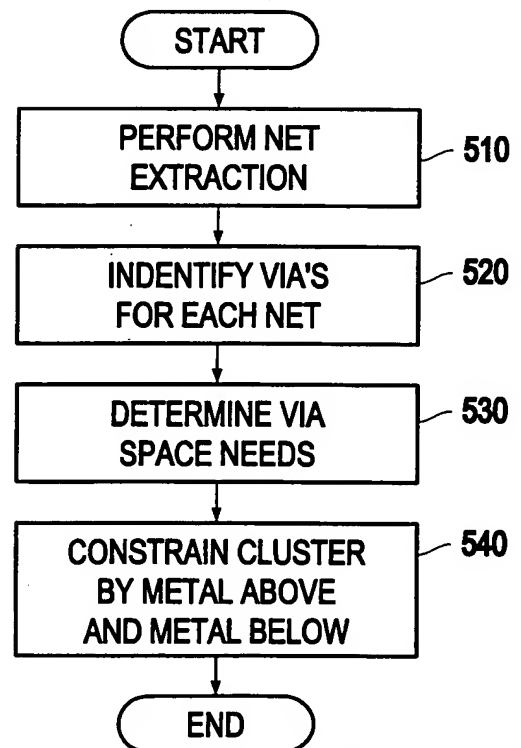 START
PERFORM NET
EXTRACTION
510
INDENTIFY VIA'S
FOR EACH NET
520
DETERMINE VIA
SPACE NEEDS
530
CONSTRAIN CLUSTER
BY METAL ABOVE
AND METAL BELOW
540
END